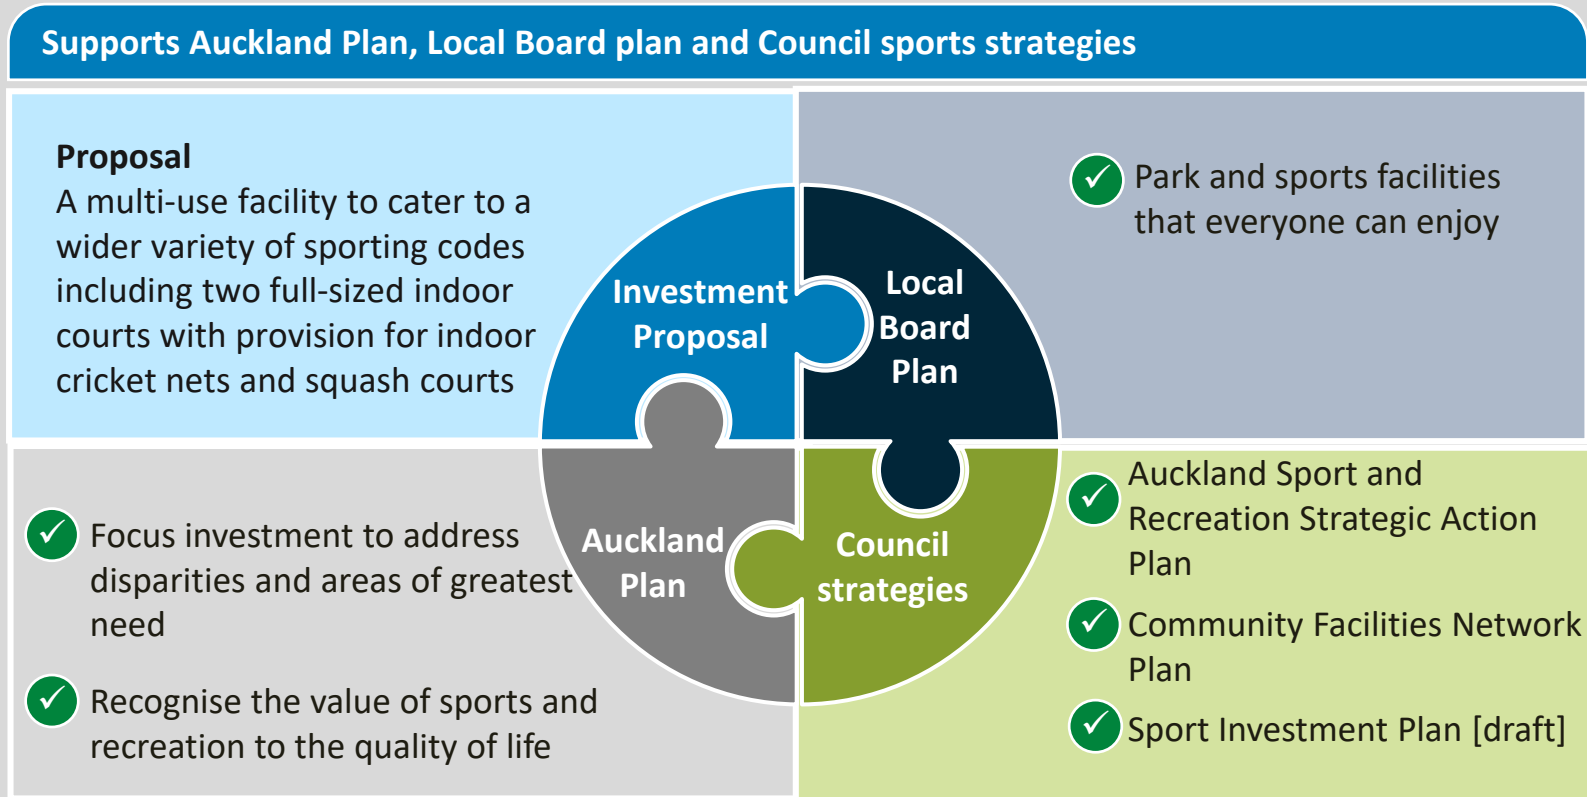 Supports Auckland Plan, Local Board plan and Council sports strategies
Proposal
A multi-use facility to cater to a
wider variety of sporting codes
including two full-sized indoor
courts with provision for indoor
cricket nets and squash courts
Investment
Proposal
Local
Board
Plan
Park and sports facilities
that everyone can enjoy
Focus investment to address
disparities and areas of greatest
need
Recognise the value of sports and
recreation to the quality of life
Auckland
Plan
Council
strategies
Auckland Sport and
Recreation Strategic Action
Plan
Community Facilities Network
Plan
Sport Investment Plan [draft]